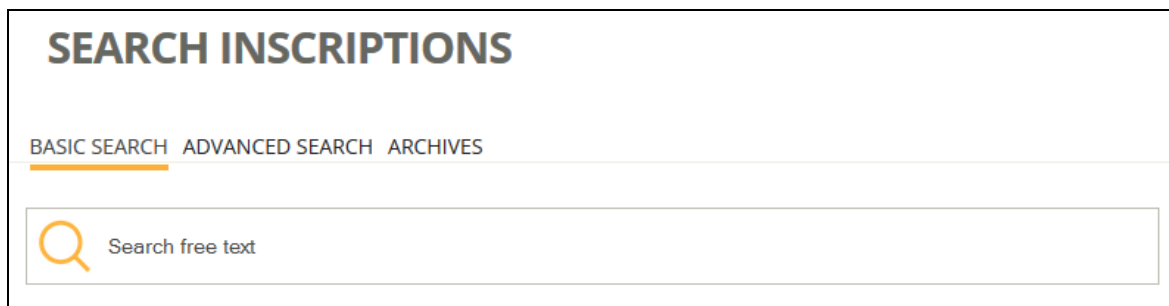 SEARCH INSCRIPTIONS
BASIC SEARCH ADVANCED SEARCH ARCHIVES
Search free text